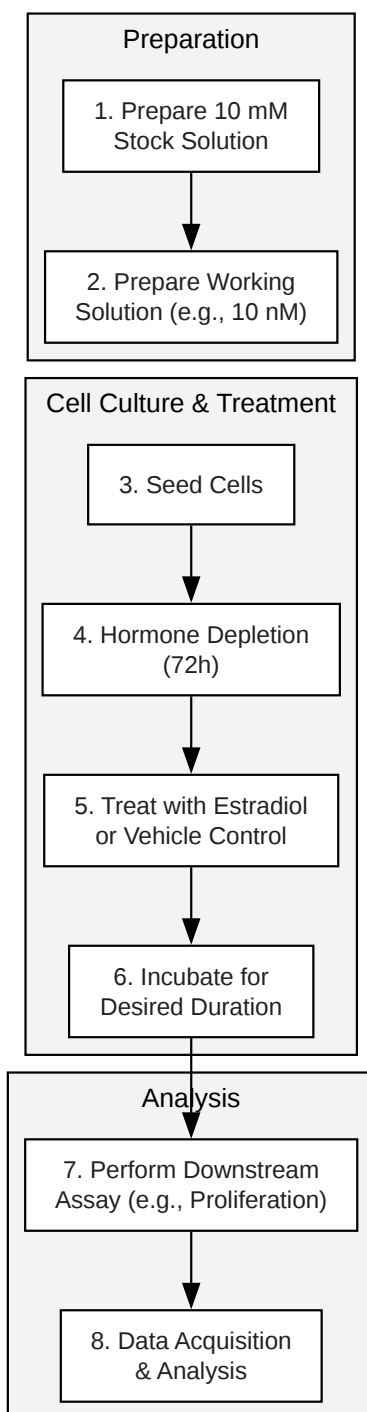 Preparation
1. Prepare 10 mM
Stock Solution
2. Prepare Working
Solution (e.g., 10 nM)
Cell Culture & Treatment
3. Seed Cells
4. Hormone Depletion
(72h)
5. Treat with Estradiol
or Vehicle Control
6. Incubate for
Desired Duration
Analysis
7. Perform Downstream
Assay (e.g., Proliferation)
8. Data Acquisition
& Analysis